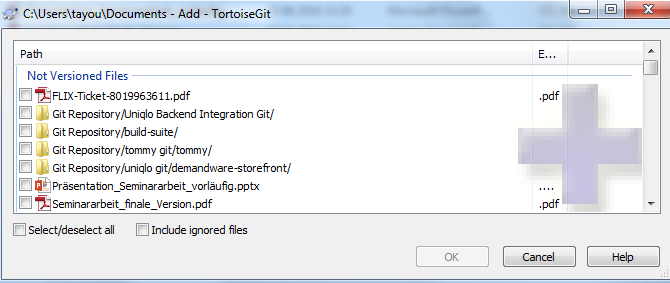 C:\Users\tayou\Documents - Add - TortoiseGit
Path E...
Not Versioned Files
FLIX-Ticket-8019963611.pdf .pdf
Git Repository/Uniqlo Backend Integration Git/
Git Repository/build-suite/
Git Repository/tommy git/tommy/
Git Repository/uniqlo git/demandware-storefront/
Präsentation_Seminararbeit_vorläufig.pptx ....
Seminararbeit_finale_Version.pdf .pdf
Select/deselect all Include ignored files
OK Cancel Help